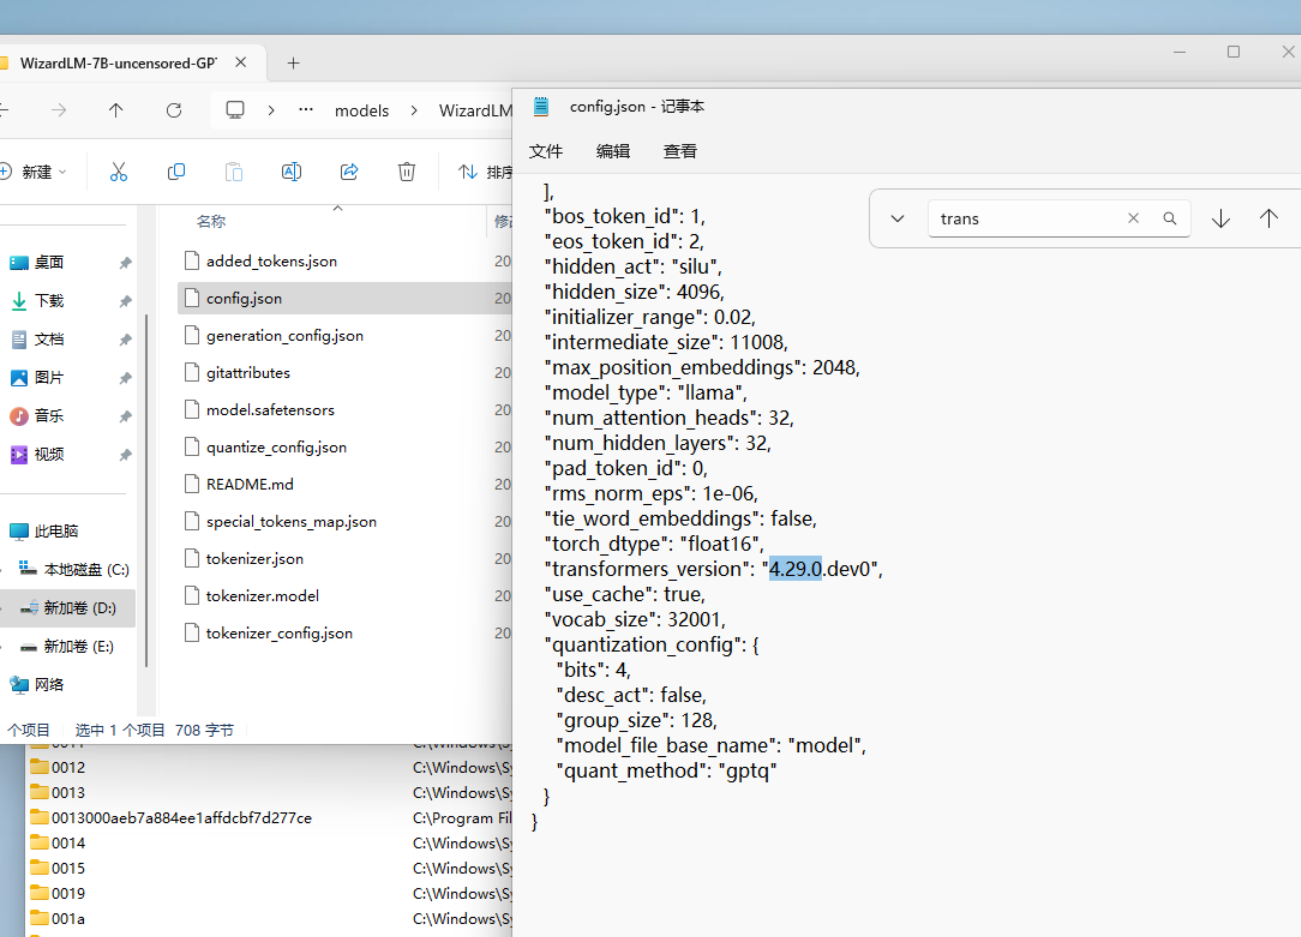 WizardLM-7B-uncensored-GPT
models
WizardLM
新建
排序
名称
修改
桌面
下载
文档
图片
音乐
视频
此电脑
本地磁盘 (C:)
新加卷 (D:)
新加卷 (E:)
网络
added_tokens.json
20
config.json
20
generation_config.json
20
gitattributes
20
model.safetensors
20
quantize_config.json
20
README.md
20
special_tokens_map.json
20
tokenizer.json
20
tokenizer.model
20
tokenizer_config.json
20
个项目
选中 1 个项目 708 字节
0012
C:\Windows\Sy
0013
C:\Windows\Sy
0013000aeb7a884ee1affdcbf7d277ce
C:\Program Fil
0014
C:\Windows\Sy
0015
C:\Windows\Sy
0019
C:\Windows\Sy
001a
C:\Windows\Sy
config.json - 记事本
文件
编辑
查看
trans
],
"bos_token_id": 1,
"eos_token_id": 2,
"hidden_act": "silu",
"hidden_size": 4096,
"initializer_range": 0.02,
"intermediate_size": 11008,
"max_position_embeddings": 2048,
"model_type": "llama",
"num_attention_heads": 32,
"num_hidden_layers": 32,
"pad_token_id": 0,
"rms_norm_eps": 1e-06,
"tie_word_embeddings": false,
"torch_dtype": "float16",
"transformers_version": "4.29.0.dev0",
"use_cache": true,
"vocab_size": 32001,
"quantization_config": {
"bits": 4,
"desc_act": false,
"group_size": 128,
"model_file_base_name": "model",
"quant_method": "gptq"
}
}